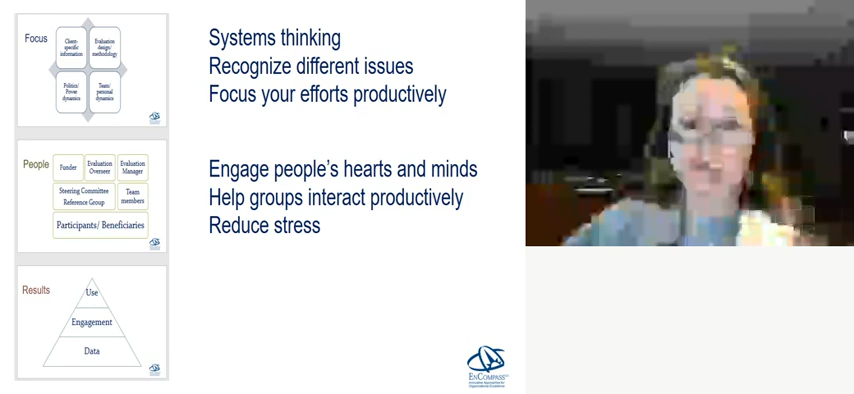 Focus
Client-
specific
information
Evaluation
design/
methodology
Politics/
Power
dynamics
Team/
personal
dynamics
People
Funder
Evaluation
Overseer
Evaluation
Manager
Steering Committee
Reference Group
Team
members
Participants/ Beneficiaries
Results
Use
Engagement
Data
Systems thinking
Recognize different issues
Focus your efforts productively
Engage people's hearts and minds
Help groups interact productively
Reduce stress
ENCOMPASS